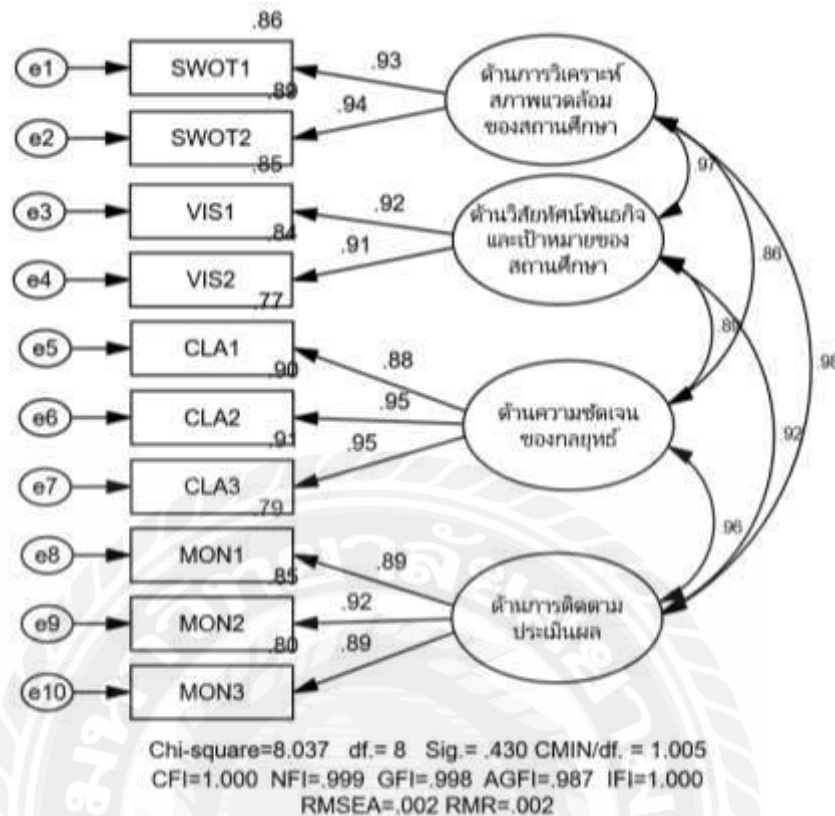 .86
e1 SWOT1 .93
ด้านการวิเคราะห์
สภาพแวดล้อม
ของสถานศึกษา
.89
e2 SWOT2 .94
.85
.97
e3 VIS1 .92
ด้านวิสัยทัศน์พันธกิจ
และเป้าหมายของ
สถานศึกษา
.84
e4 VIS2 .91
.77
.86
e5 CLA1 .88
.90
.98
e6 CLA2 .95
ด้านความชัดเจน
ของกลยุทธ์
.91
.92
e7 CLA3 .95
.79
.96
e8 MON1 .89
.85
e9 MON2 .92
ด้านการติดตาม
ประเมินผล
.80
e10 MON3 .89
Chi-square=8.037 df.= 8 Sig.= .430 CMIN/df. = 1.005
CFI=1.000 NFI=.999 GFI=.998 AGFI=.987 IFI=1.000
RMSEA=.002 RMR=.002